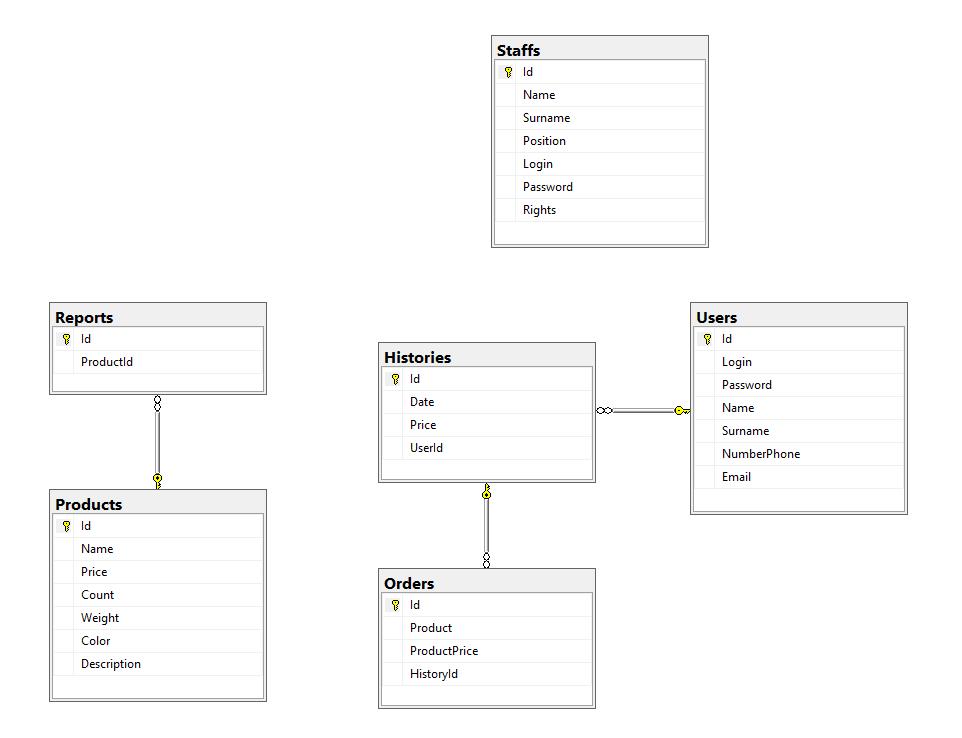 Staffs
Id
Name
Surname
Position
Login
Password
Rights
Reports
Id
ProductId
Products
Id
Name
Price
Count
Weight
Color
Description
Histories
Id
Date
Price
UserId
Orders
Id
Product
ProductPrice
HistoryId
Users
Id
Login
Password
Name
Surname
NumberPhone
Email